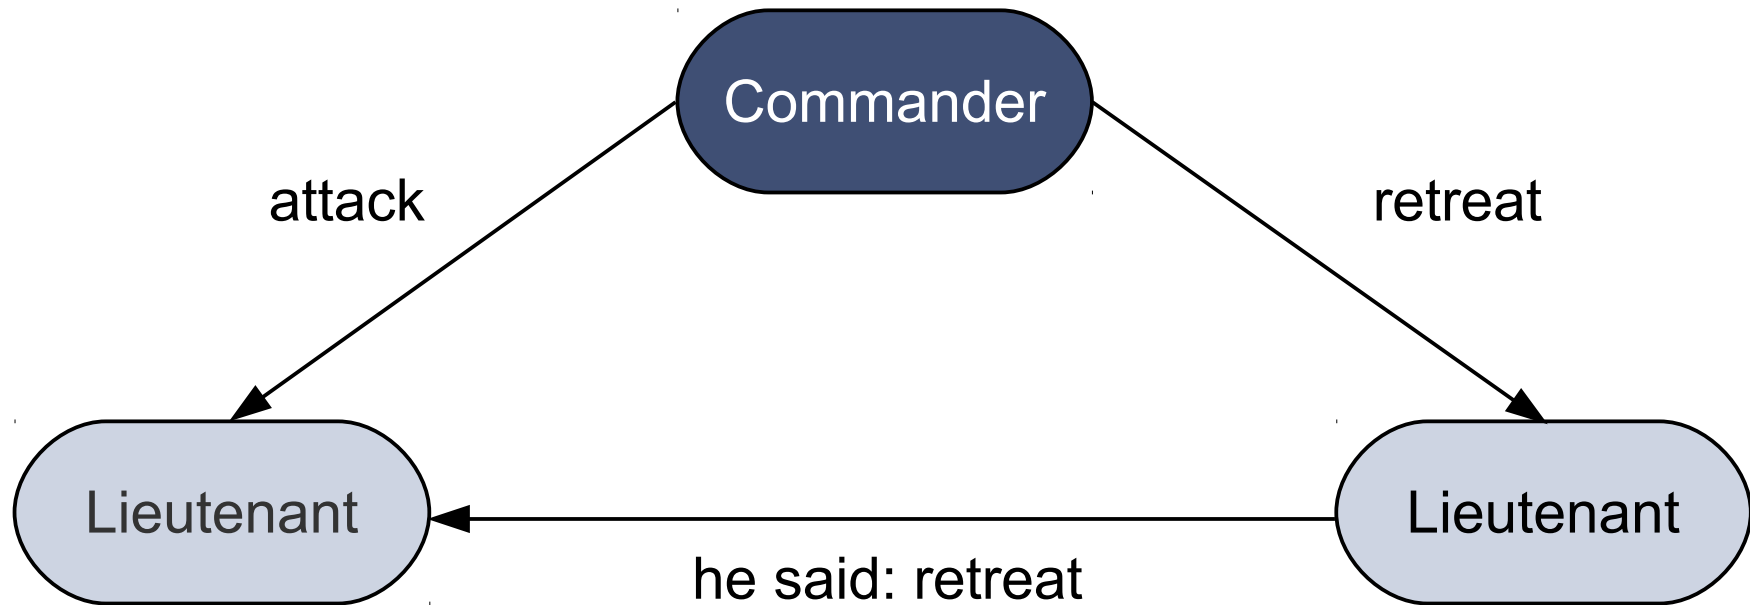 Commander
attack
retreat
Lieutenant
Lieutenant
he said: retreat